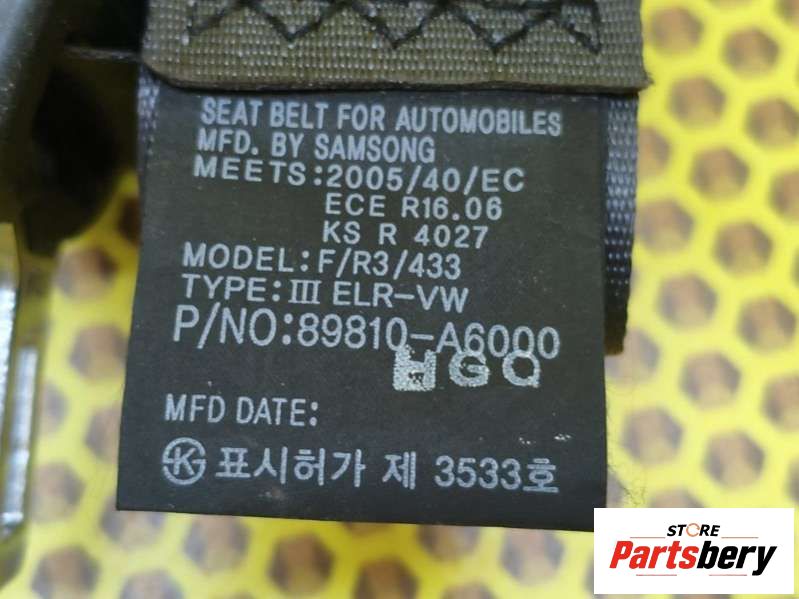 SEAT BELT FOR AUTOMOBILES
MFD. BY SAMSONG
MEETS:2005/40/EC
ECE R16.06
KS R 4027
MODEL:F/R3/433
TYPE:Ⅲ ELR-VW
P/NO:89810-A6000
HGQ
MFD DATE:
표시허가 제 3533호
STORE
Partsbery